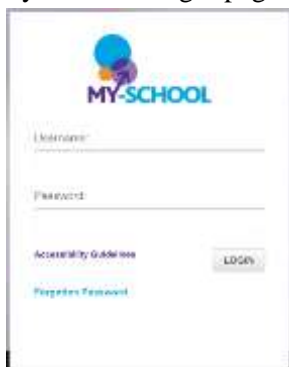 MY-SCHOOL
Username
Password
Accessibility Guidelines
LOGIN
Forgotten Password